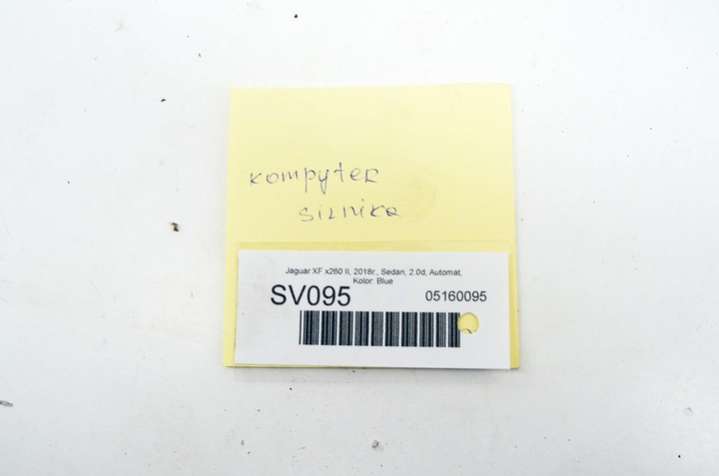 kompyter
silnika
Jaguar XF x260 II, 2018r., Sedan, 2.0d, Automat,
Kolor: Blue
SV095
05160095